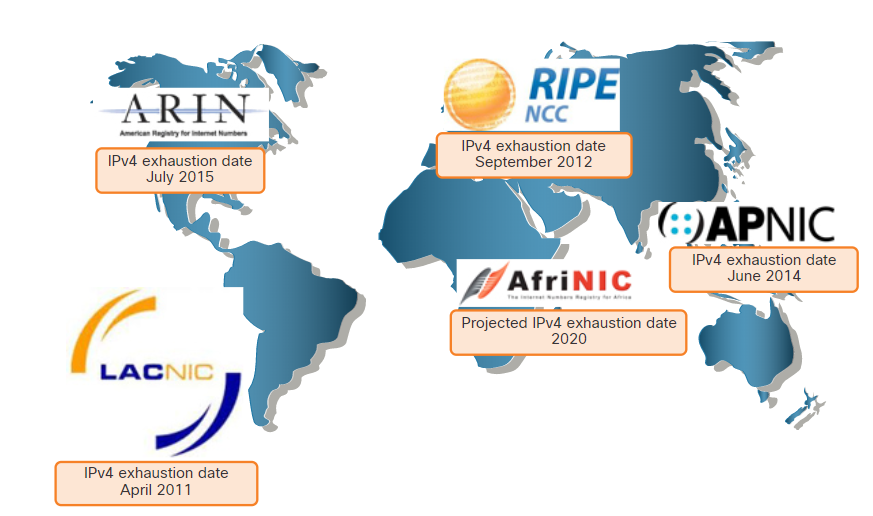 ARIN
American Registry for Internet Numbers
IPv4 exhaustion date
July 2015
RIPE
NCC
IPv4 exhaustion date
September 2012
APNIC
IPv4 exhaustion date
June 2014
AfriNIC
The Internet Numbers Registry for Africa
Projected IPv4 exhaustion date
2020
LACNIC
IPv4 exhaustion date
April 2011